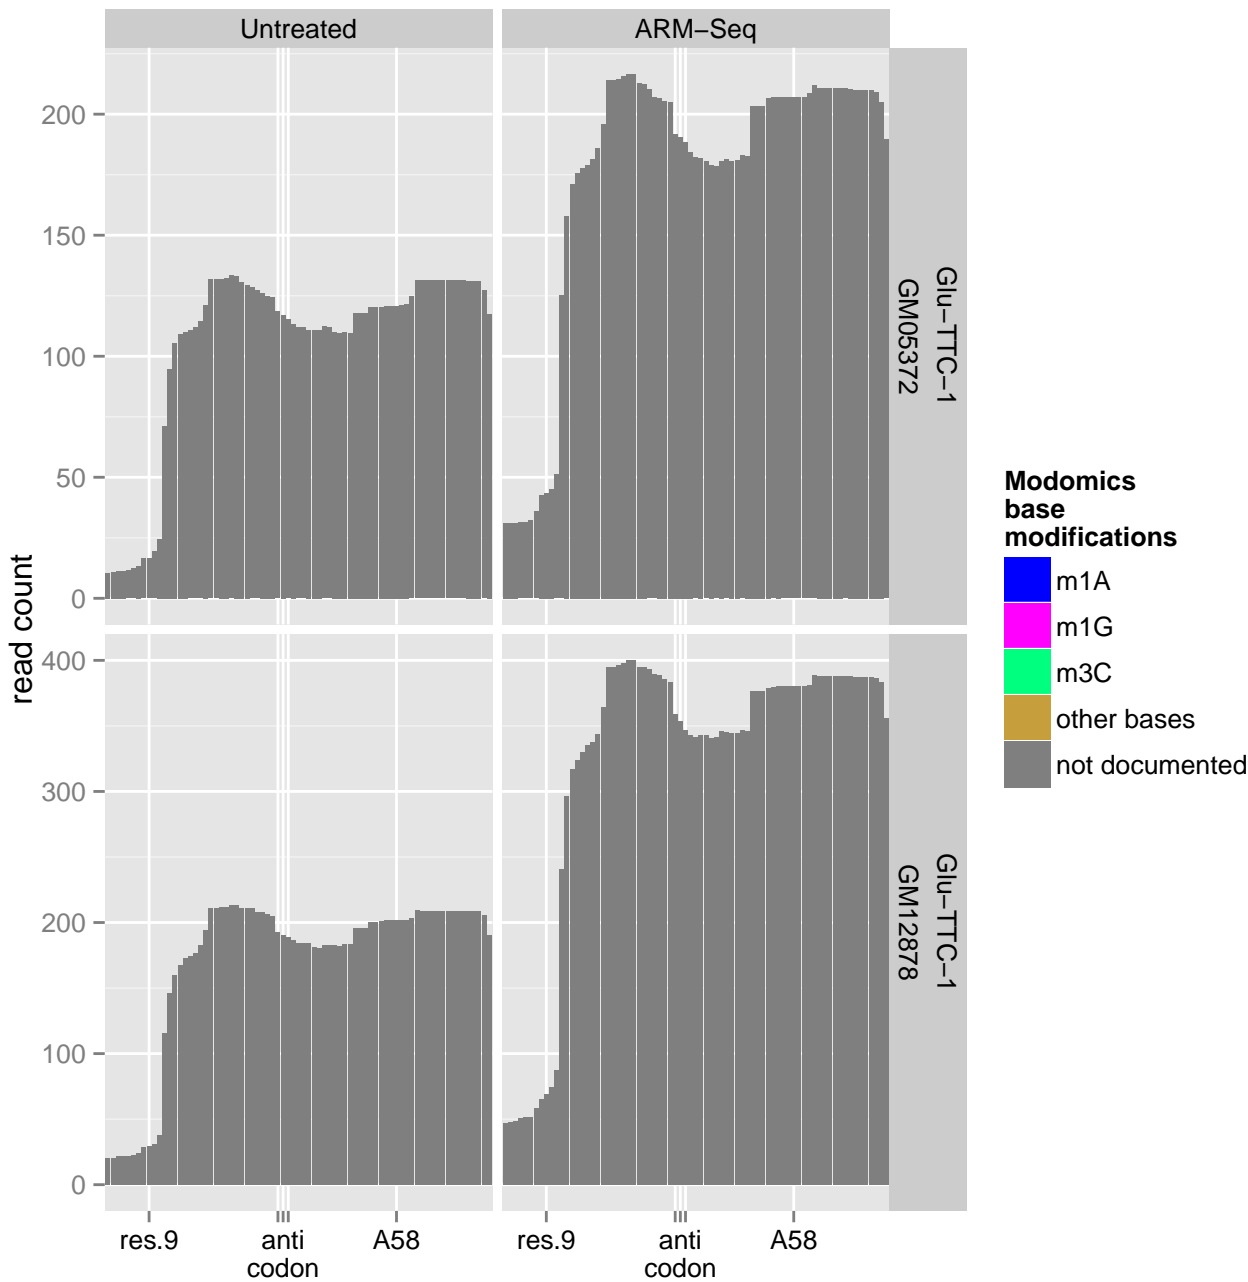 Untreated
ARM−Seq
200
150
100
50
0
Glu−TTC−1
GM05372
read count
400
300
200
100
0
Glu−TTC−1
GM12878
res.9
anti
codon
A58
res.9
anti
codon
A58
Modomics
base
modifications
m1A
m1G
m3C
other bases
not documented